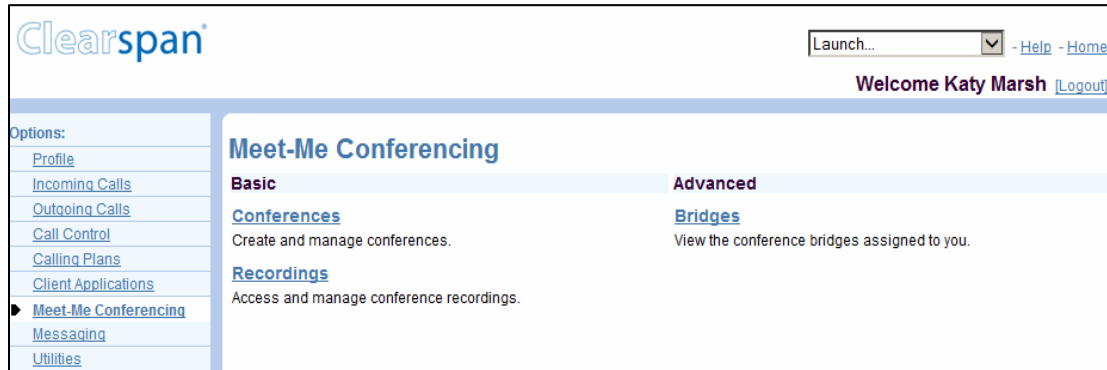 Clearspan
Launch... - Help - Home
Welcome Katy Marsh [Logout]
Options:
Profile
Incoming Calls
Outgoing Calls
Call Control
Calling Plans
Client Applications
Meet-Me Conferencing
Messaging
Utilities
Meet-Me Conferencing
Basic
Conferences
Create and manage conferences.
Recordings
Access and manage conference recordings.
Advanced
Bridges
View the conference bridges assigned to you.